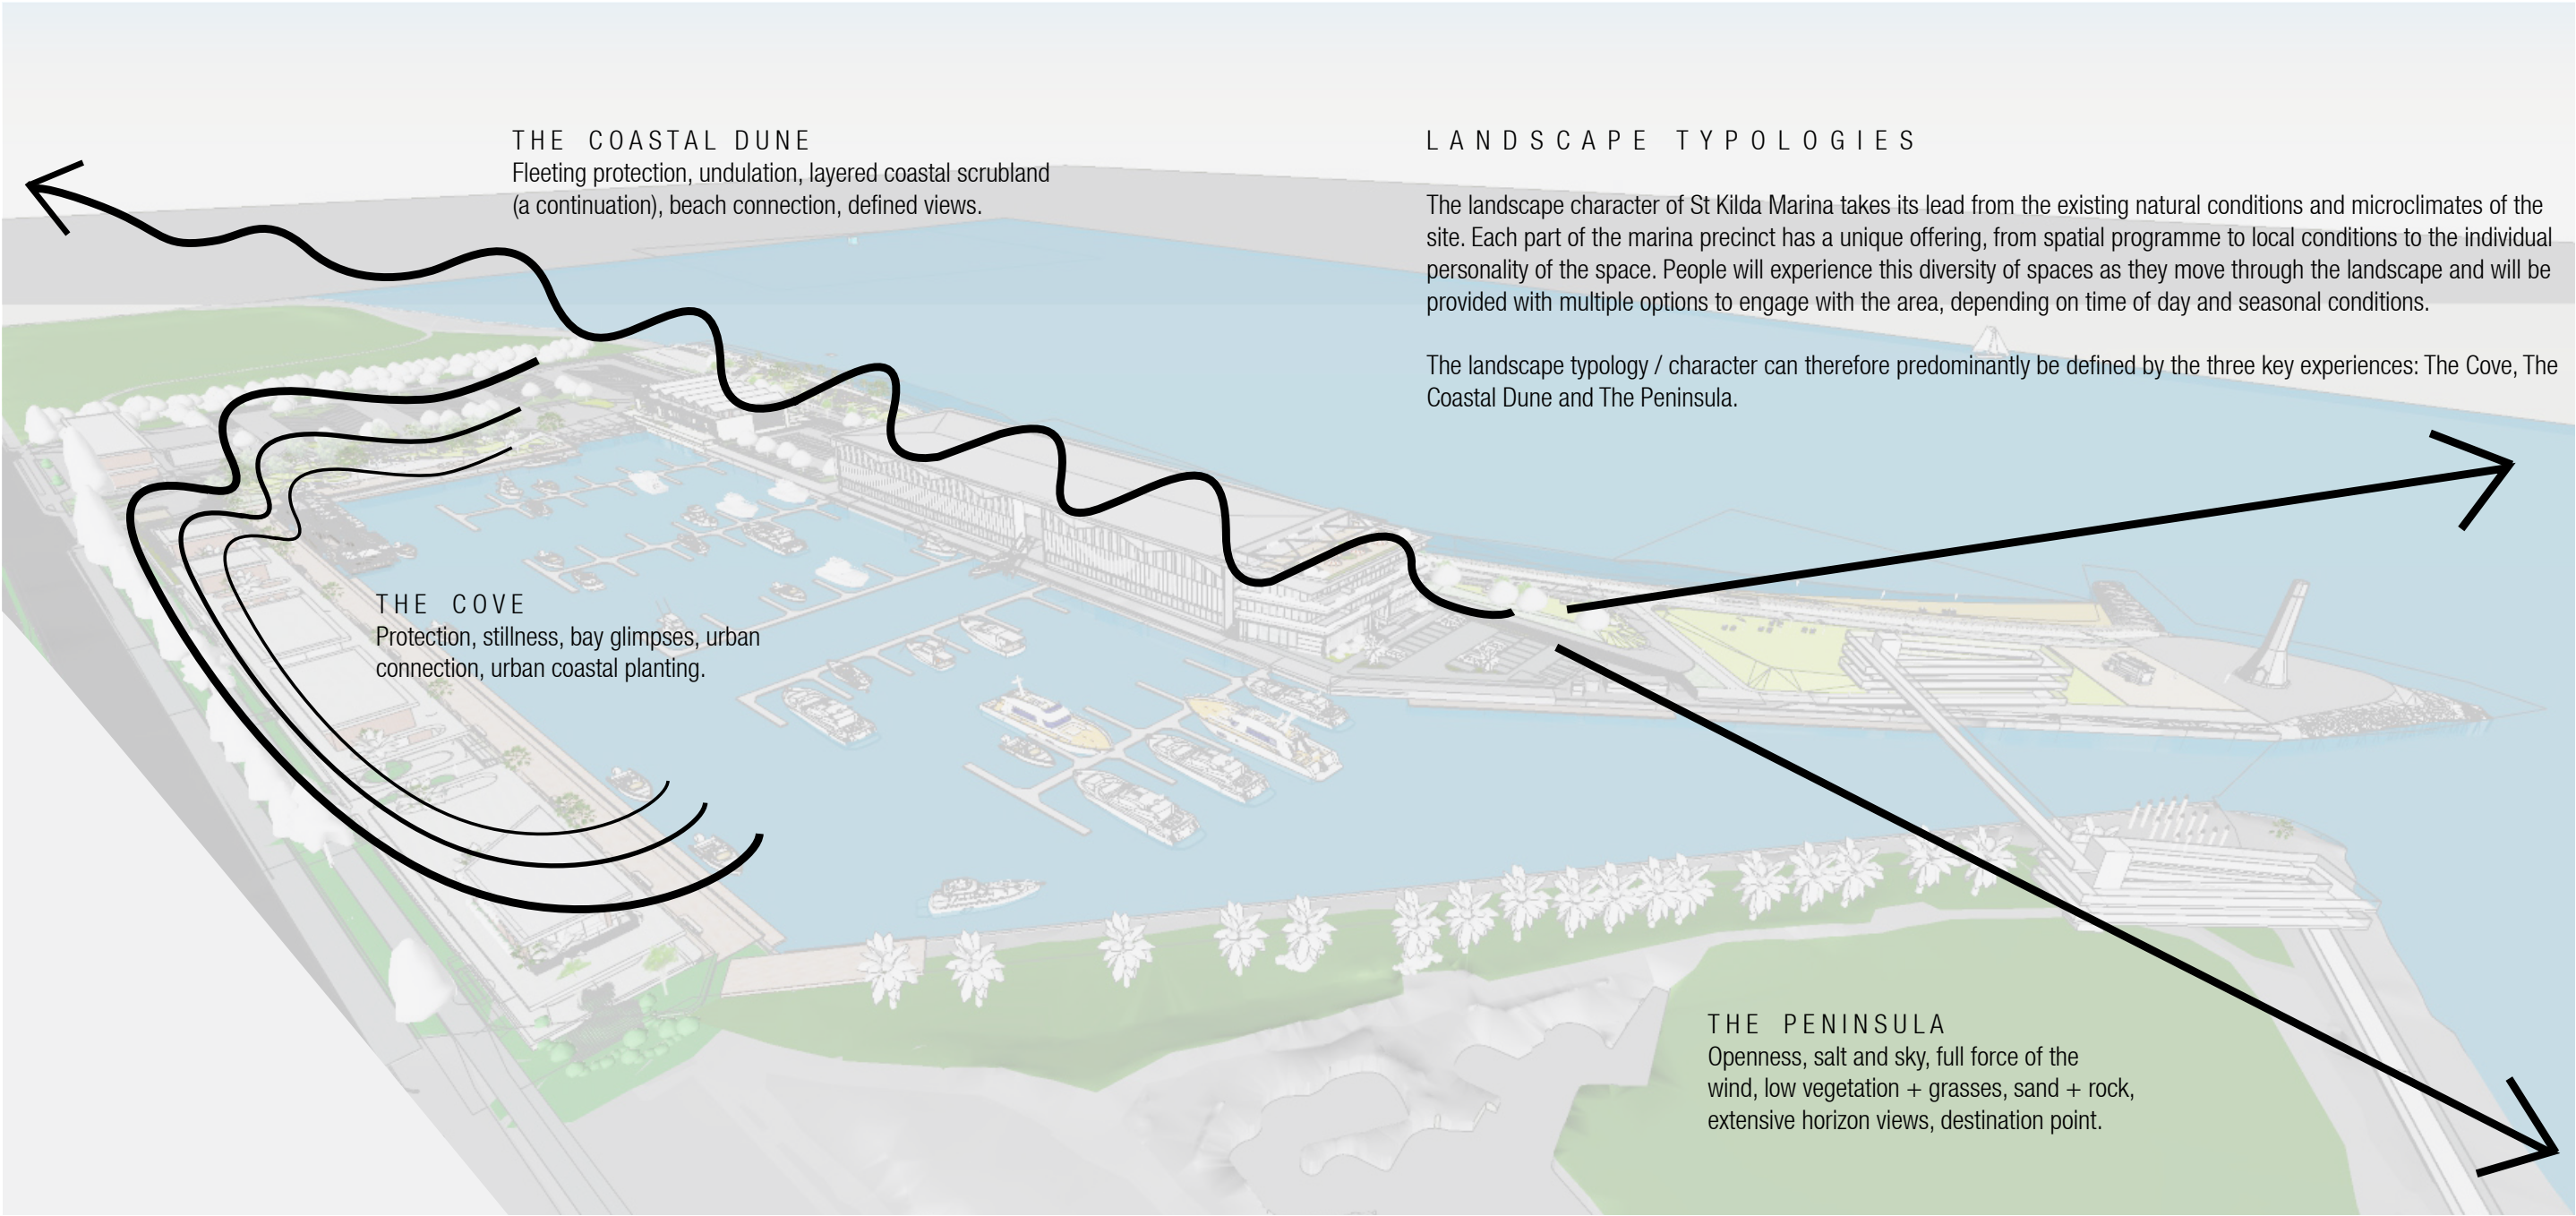 THE COASTAL DUNE
Fleeting protection, undulation, layered coastal scrubland
(a continuation), beach connection, defined views.
LANDSCAPE TYPOLOGIES
The landscape character of St Kilda Marina takes its lead from the existing natural conditions and microclimates of the
site. Each part of the marina precinct has a unique offering, from spatial programme to local conditions to the individual
personality of the space. People will experience this diversity of spaces as they move through the landscape and will be
provided with multiple options to engage with the area, depending on time of day and seasonal conditions.
The landscape typology / character can therefore predominantly be defined by the three key experiences: The Cove, The
Coastal Dune and The Peninsula.
THE COVE
Protection, stillness, bay glimpses, urban
connection, urban coastal planting.
THE PENINSULA
Openness, salt and sky, full force of the
wind, low vegetation + grasses, sand + rock,
extensive horizon views, destination point.